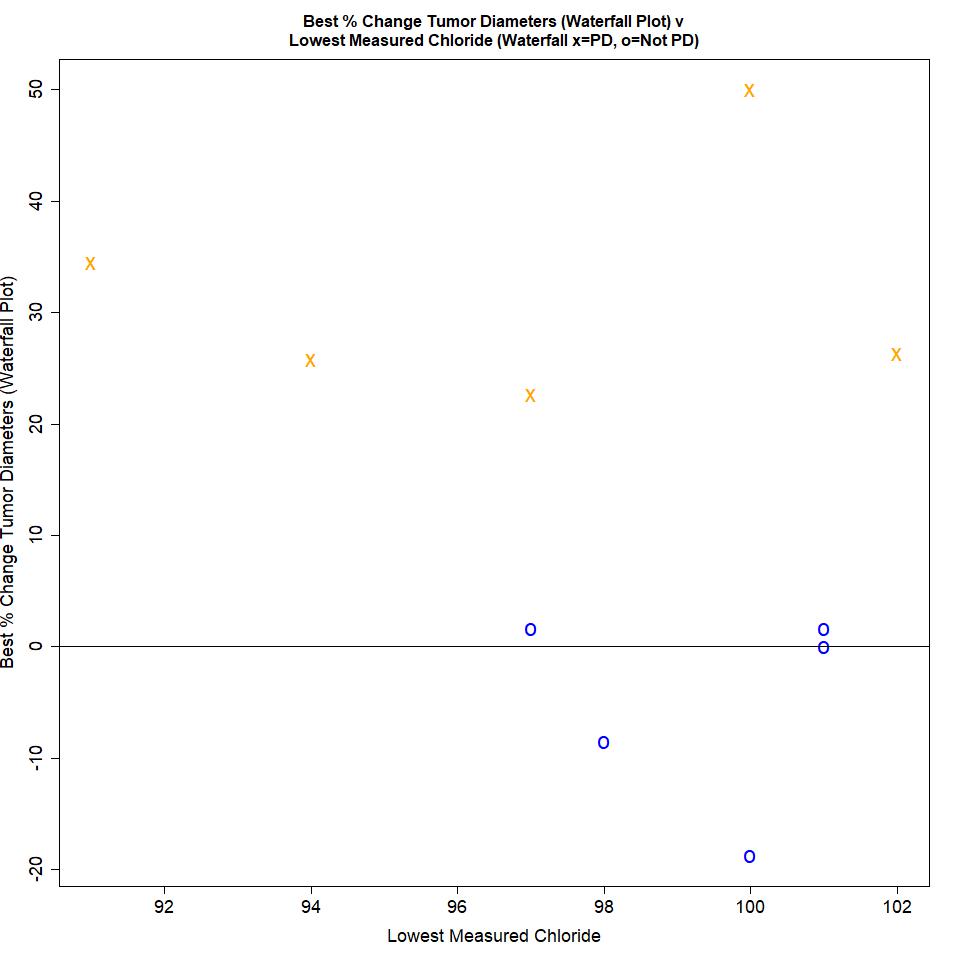 Best % Change Tumor Diameters (Waterfall Plot) v
Lowest Measured Chloride (Waterfall x=PD, o=Not PD)
Best % Change Tumor Diameters (Waterfall Plot)
50
40
30
20
10
0
-10
-20
X
X
X
X
X
O
O
O
O
O
92
94
96
98
100
102
Lowest Measured Chloride